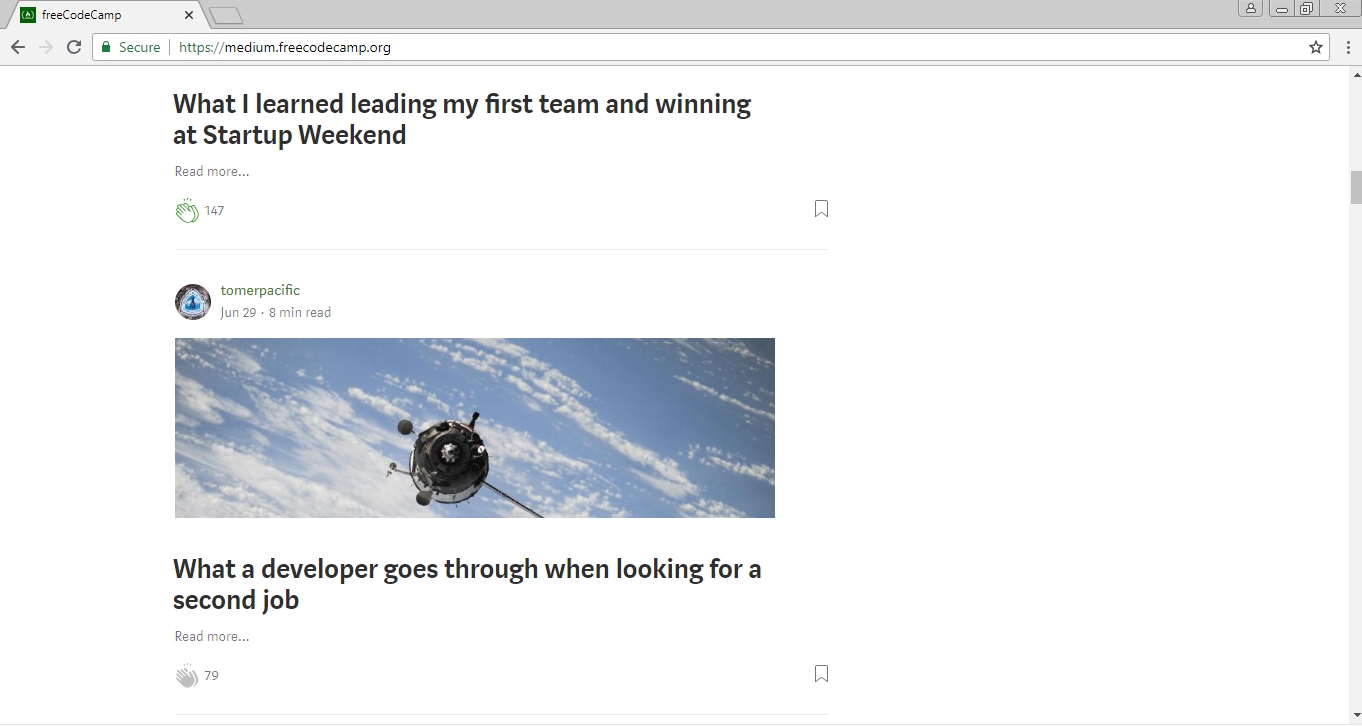 freeCodeCamp
Secure https://medium.freecodecamp.org
What I learned leading my first team and winning
at Startup Weekend
Read more...
147
tomerpacific
Jun 29 · 8 min read
What a developer goes through when looking for a
second job
Read more...
79